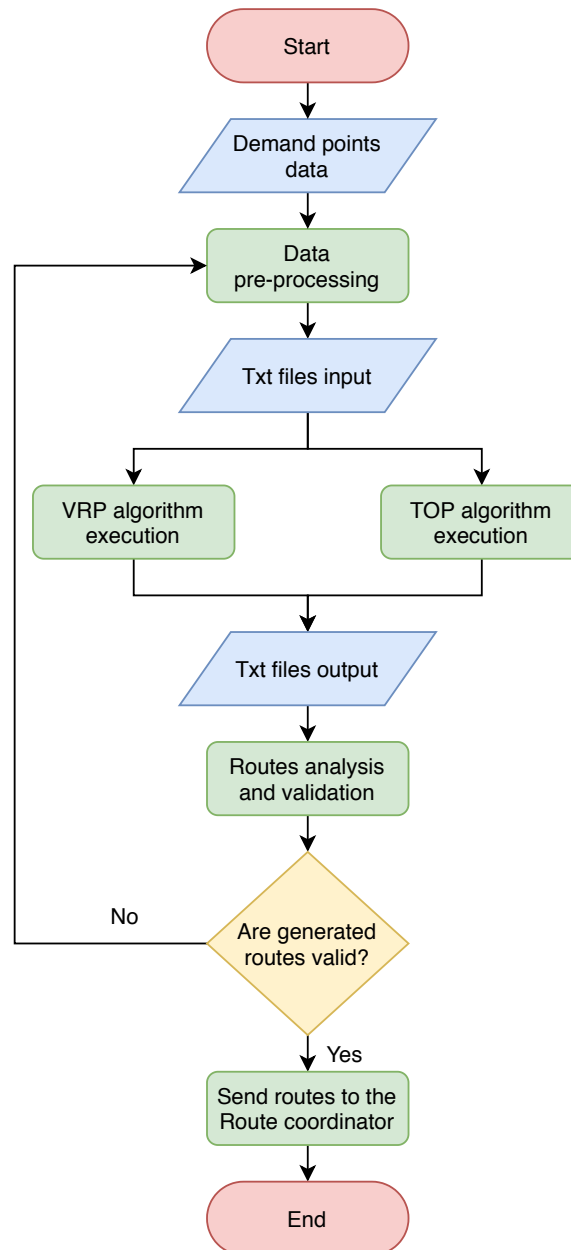 Start
Demand points
data
Data
pre-processing
Txt files input
VRP algorithm
execution
TOP algorithm
execution
Txt files output
Routes analysis
and validation
Are generated
routes valid?
No
Yes
Send routes to the
Route coordinator
End